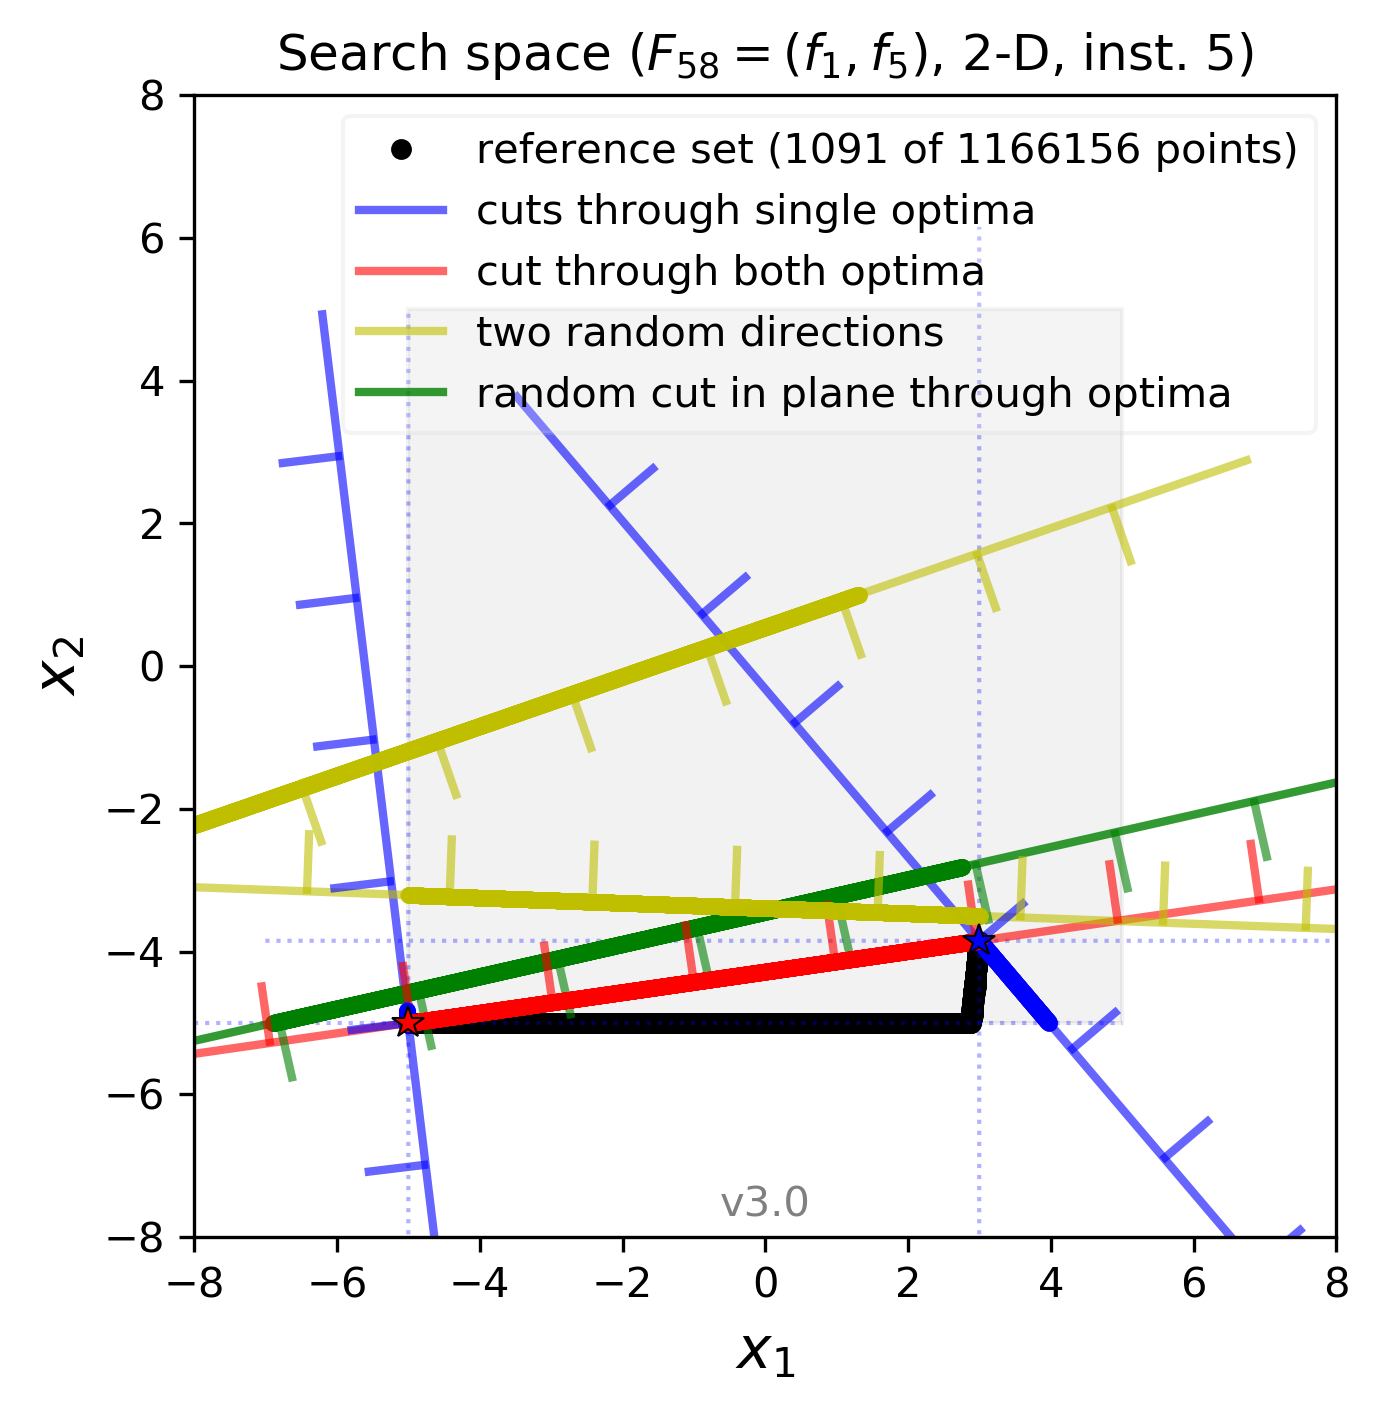 Search space (F58 = (f1, f5), 2-D, inst. 5)
reference set (1091 of 1166156 points)
cuts through single optima
cut through both optima
two random directions
random cut in plane through optima
8
6
4
2
0
−2
−4
−6
−8
x2
v3.0
−8 −6 −4 −2 0 2 4 6 8
x1